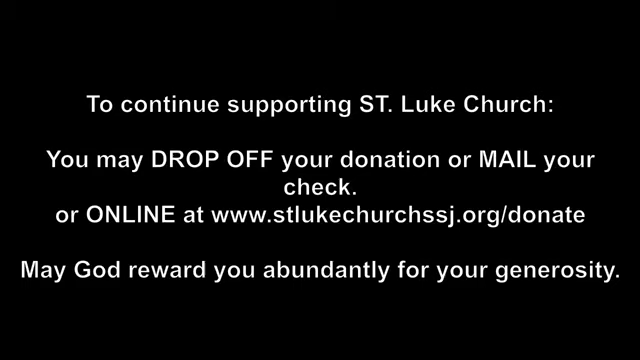 To continue supporting ST. Luke Church:
You may DROP OFF your donation or MAIL your
check.
or ONLINE at www.stlukechurchssj.org/donate
May God reward you abundantly for your generosity.